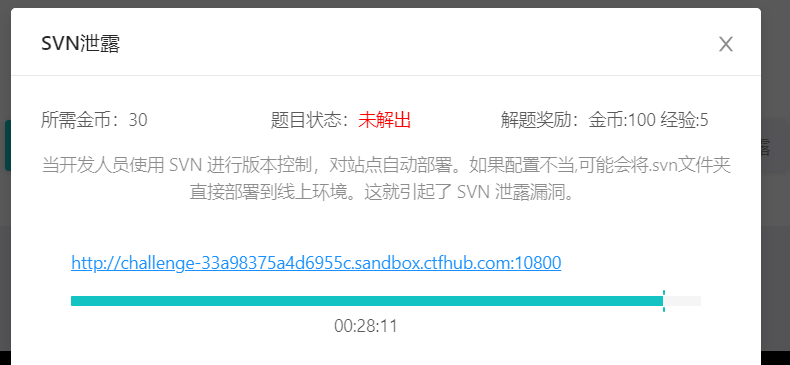 SVN泄露
所需金币：30 题目状态：未解出 解题奖励：金币:100 经验:5
当开发人员使用 SVN 进行版本控制，对站点自动部署。如果配置不当,可能会将.svn文件夹
直接部署到线上环境。这就引起了 SVN 泄露漏洞。
http://challenge-33a98375a4d6955c.sandbox.ctfhub.com:10800
00:28:11